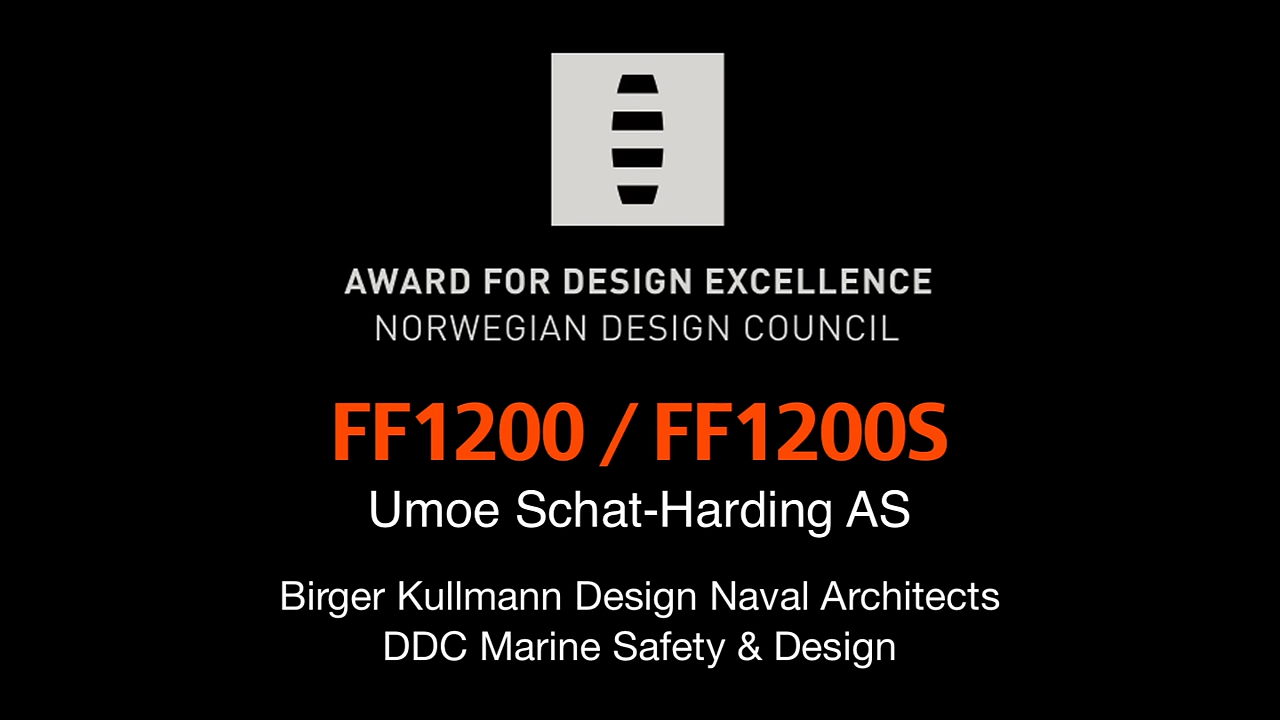 AWARD FOR DESIGN EXCELLENCE
NORWEGIAN DESIGN COUNCIL
FF1200 / FF1200S
Umoe Schat-Harding AS
Birger Kullmann Design Naval Architects
DDC Marine Safety & Design